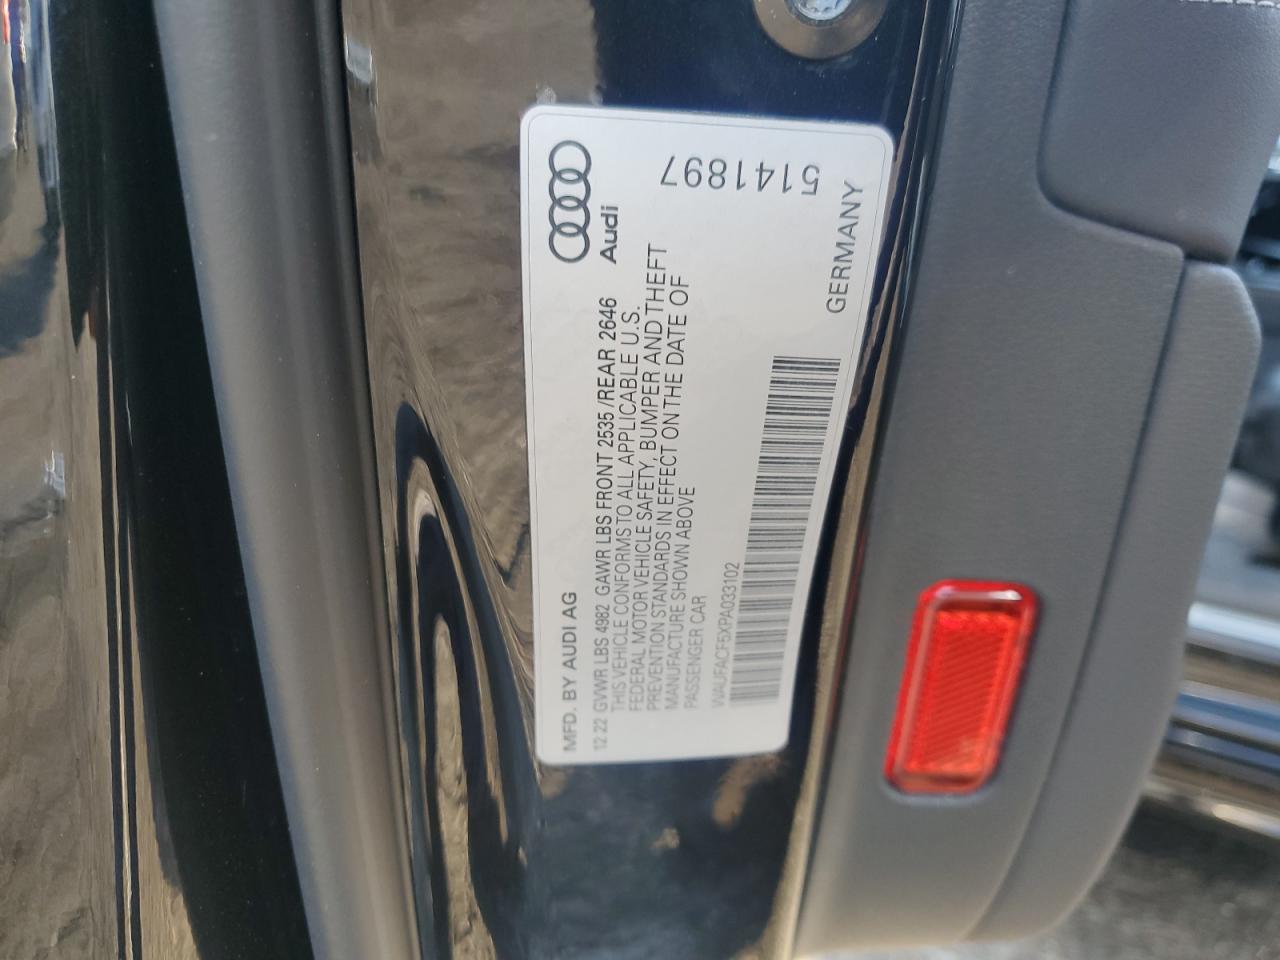 MFD. BY AUDI AG
Audi
12.22 GVWR LBS 4982 GAWR LBS FRONT 2535 /REAR 2646
THIS VEHICLE CONFORMS TO ALL APPLICABLE U.S.
FEDERAL MOTOR VEHICLE SAFETY, BUMPER AND THEFT
PREVENTION STANDARDS IN EFFECT ON THE DATE OF
MANUFACTURE SHOWN ABOVE
PASSENGER CAR
WAUFACF5XPA033102
GERMANY
5141897